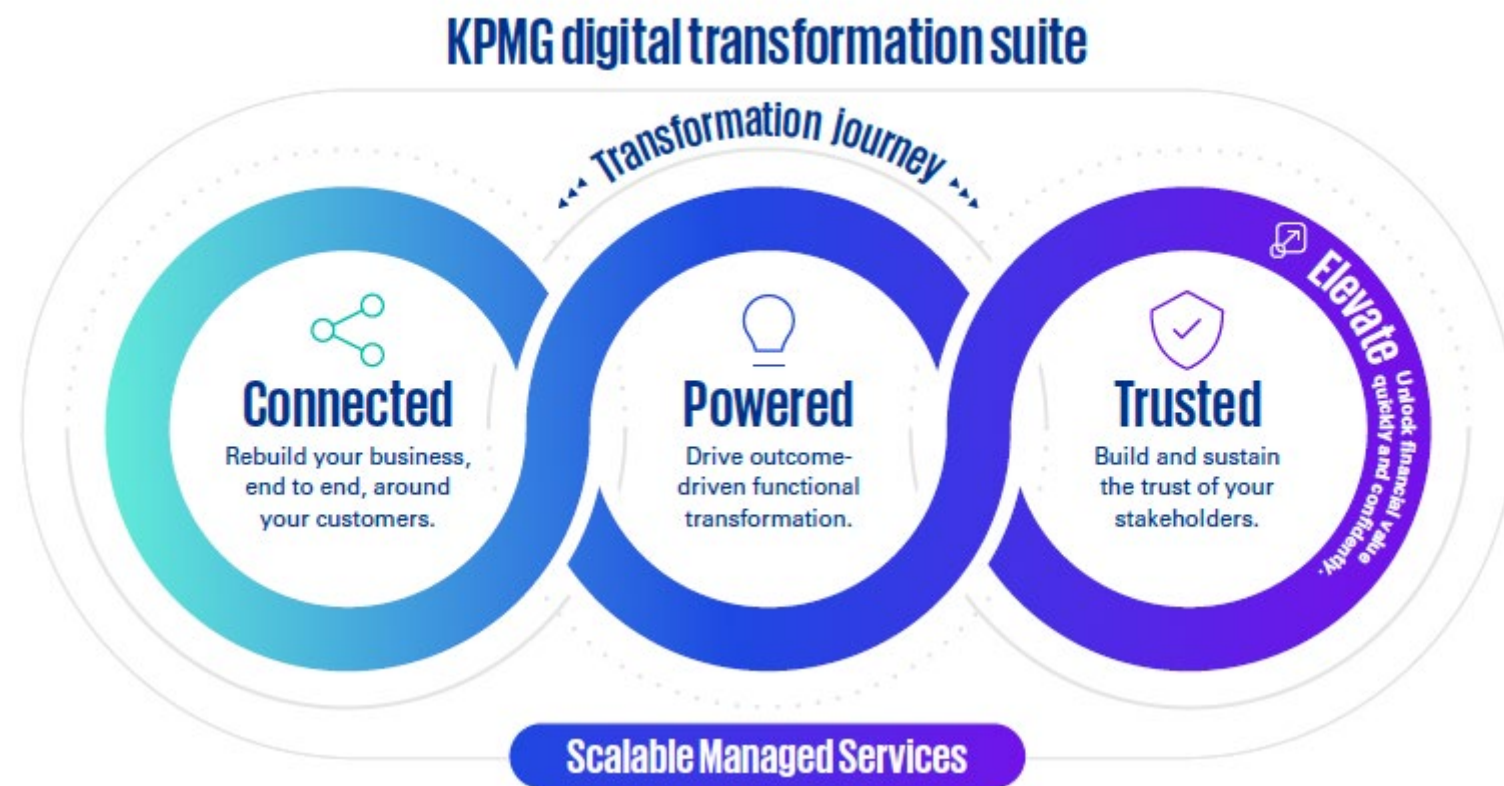 KPMG digital transformation suite
Transformation journey
Connected
Rebuild your business,
end to end, around
your customers.
Powered
Drive outcome-
driven functional
transformation.
Trusted
Build and sustain
the trust of your
stakeholders.
Elevate
Unlock financial value
quickly and confidently.
Scalable Managed Services